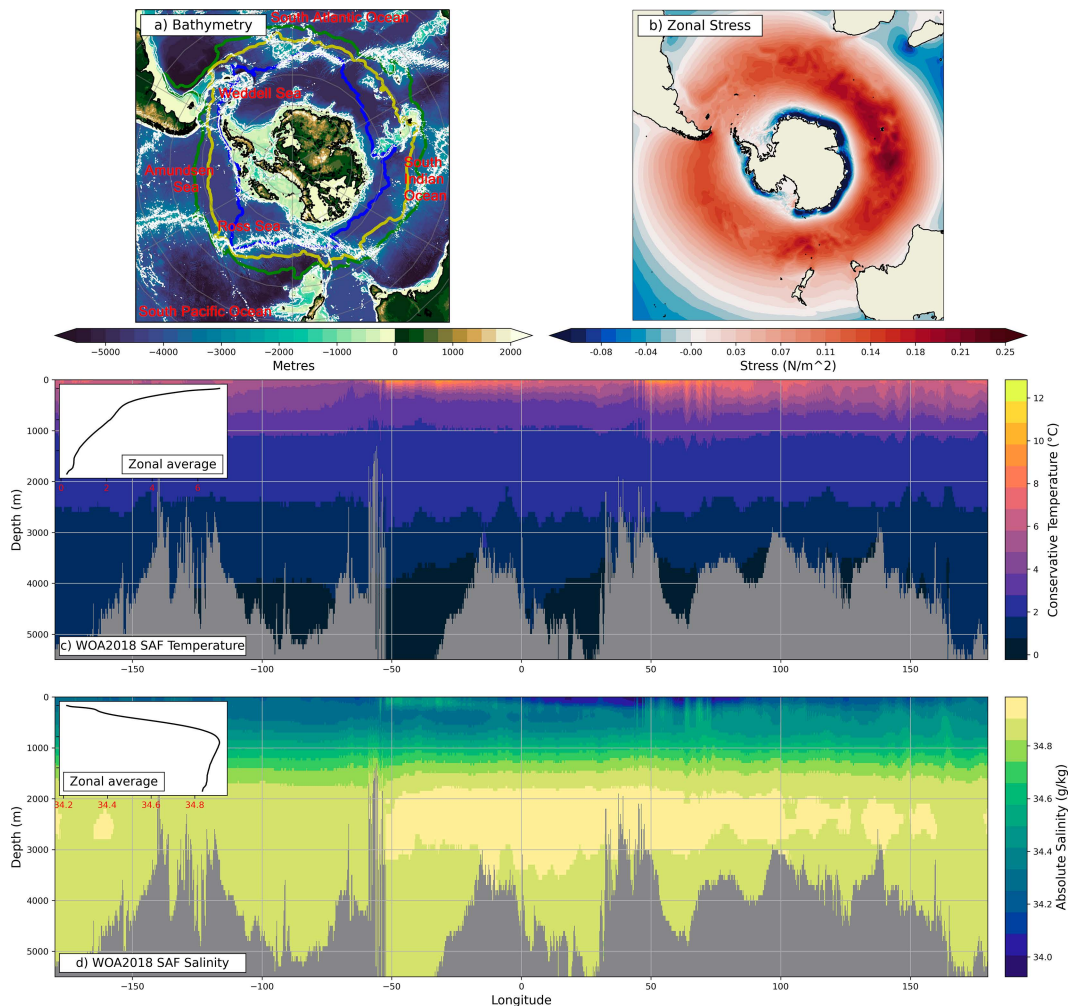 a) Bathymetry
South Atlantic Ocean
Weddell Sea
Amundsen
Sea
South
Indian
Ocean
Ross Sea
South Pacific Ocean
−5000 −4000 −3000 −2000 −1000 0 1000 2000
Metres
b) Zonal Stress
-0.08 -0.04 -0.00 0.03 0.07 0.11 0.14 0.18 0.21 0.25
Stress (N/m^2)
0
1000
2000
3000
4000
5000
Depth (m)
Zonal average
0 2 4 6
c) WOA2018 SAF Temperature
−150 −100 −50 0 50 100 150
12
10
8
6
4
2
0
Conservative Temperature (°C)
0
1000
2000
3000
4000
5000
Depth (m)
Zonal average
34.2 34.4 34.6 34.8
d) WOA2018 SAF Salinity
−150 −100 −50 0 50 100 150
Longitude
34.8
34.6
34.4
34.2
34.0
Absolute Salinity (g/kg)